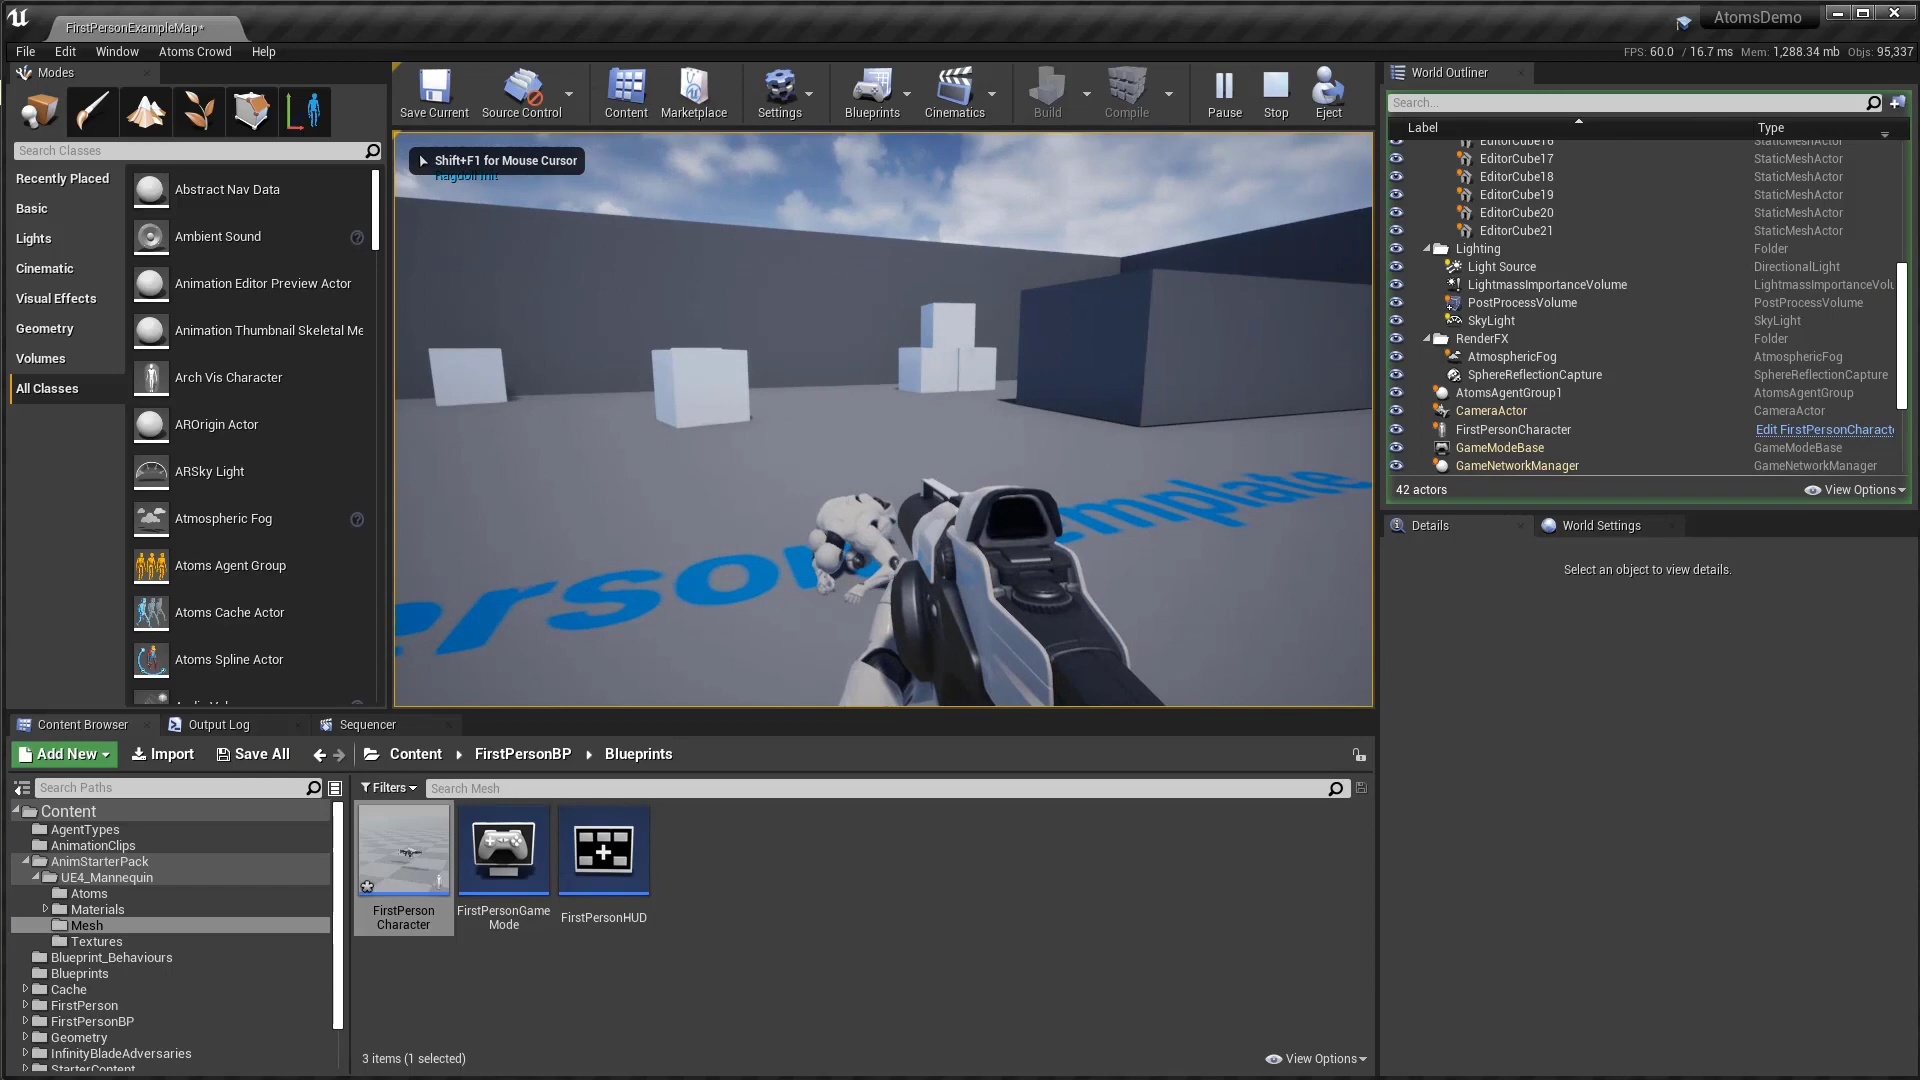 FirstPersonExampleMap*
AtomsDemo
File Edit Window Atoms Crowd Help
FPS: 60.0 / 16.7 ms Mem: 1,288.34 mb Objs: 95,337
Modes
Search Classes
Recently Placed
Basic
Lights
Cinematic
Visual Effects
Geometry
Volumes
All Classes
Abstract Nav Data
Ambient Sound
Animation Editor Preview Actor
Animation Thumbnail Skeletal Me
Arch Vis Character
AROrigin Actor
ARSky Light
Atmospheric Fog
Atoms Agent Group
Atoms Cache Actor
Atoms Spline Actor
Save Current Source Control Content Marketplace Settings Blueprints Cinematics Build Compile Pause Stop Eject
Shift+F1 for Mouse Cursor
Ragdoll Init
erson emplate
World Outliner
Search...
Label Type
EditorCube16 StaticMeshActor
EditorCube17 StaticMeshActor
EditorCube18 StaticMeshActor
EditorCube19 StaticMeshActor
EditorCube20 StaticMeshActor
EditorCube21 StaticMeshActor
Lighting Folder
Light Source DirectionalLight
LightmassImportanceVolume LightmassImportanceVolu
PostProcessVolume PostProcessVolume
SkyLight SkyLight
RenderFX Folder
AtmosphericFog AtmosphericFog
SphereReflectionCapture SphereReflectionCapture
AtomsAgentGroup1 AtomsAgentGroup
CameraActor CameraActor
FirstPersonCharacter Edit FirstPersonCharacte
GameModeBase GameModeBase
GameNetworkManager GameNetworkManager
42 actors View Options
Details World Settings
Select an object to view details.
Content Browser Output Log Sequencer
Add New Import Save All Content FirstPersonBP Blueprints
Search Paths
Filters Search Mesh
Content
AgentTypes
AnimationClips
AnimStarterPack
UE4_Mannequin
Atoms
Materials
Mesh
Textures
Blueprint_Behaviours
Blueprints
Cache
FirstPerson
FirstPersonBP
Geometry
InfinityBladeAdversaries
StarterContent
FirstPerson
Character
FirstPersonGame
Mode
FirstPersonHUD
3 items (1 selected) View Options